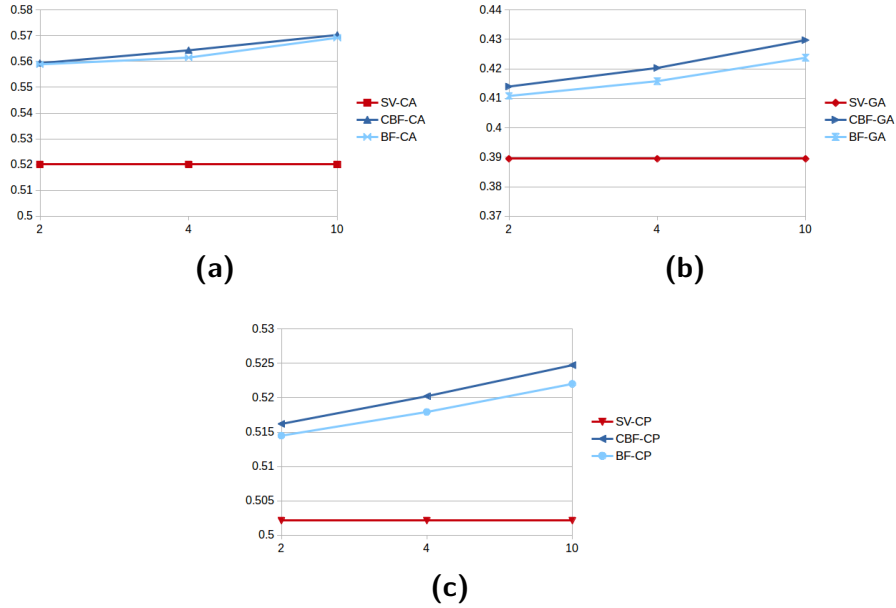 0.58
0.57
0.56
0.55
0.54
0.53
0.52
0.51
0.5
2
4
10
SV-CA
CBF-CA
BF-CA
(a)
0.44
0.43
0.42
0.41
0.4
0.39
0.38
0.37
2
4
10
SV-GA
CBF-GA
BF-GA
(b)
0.53
0.525
0.52
0.515
0.51
0.505
0.5
2
4
10
SV-CP
CBF-CP
BF-CP
(c)